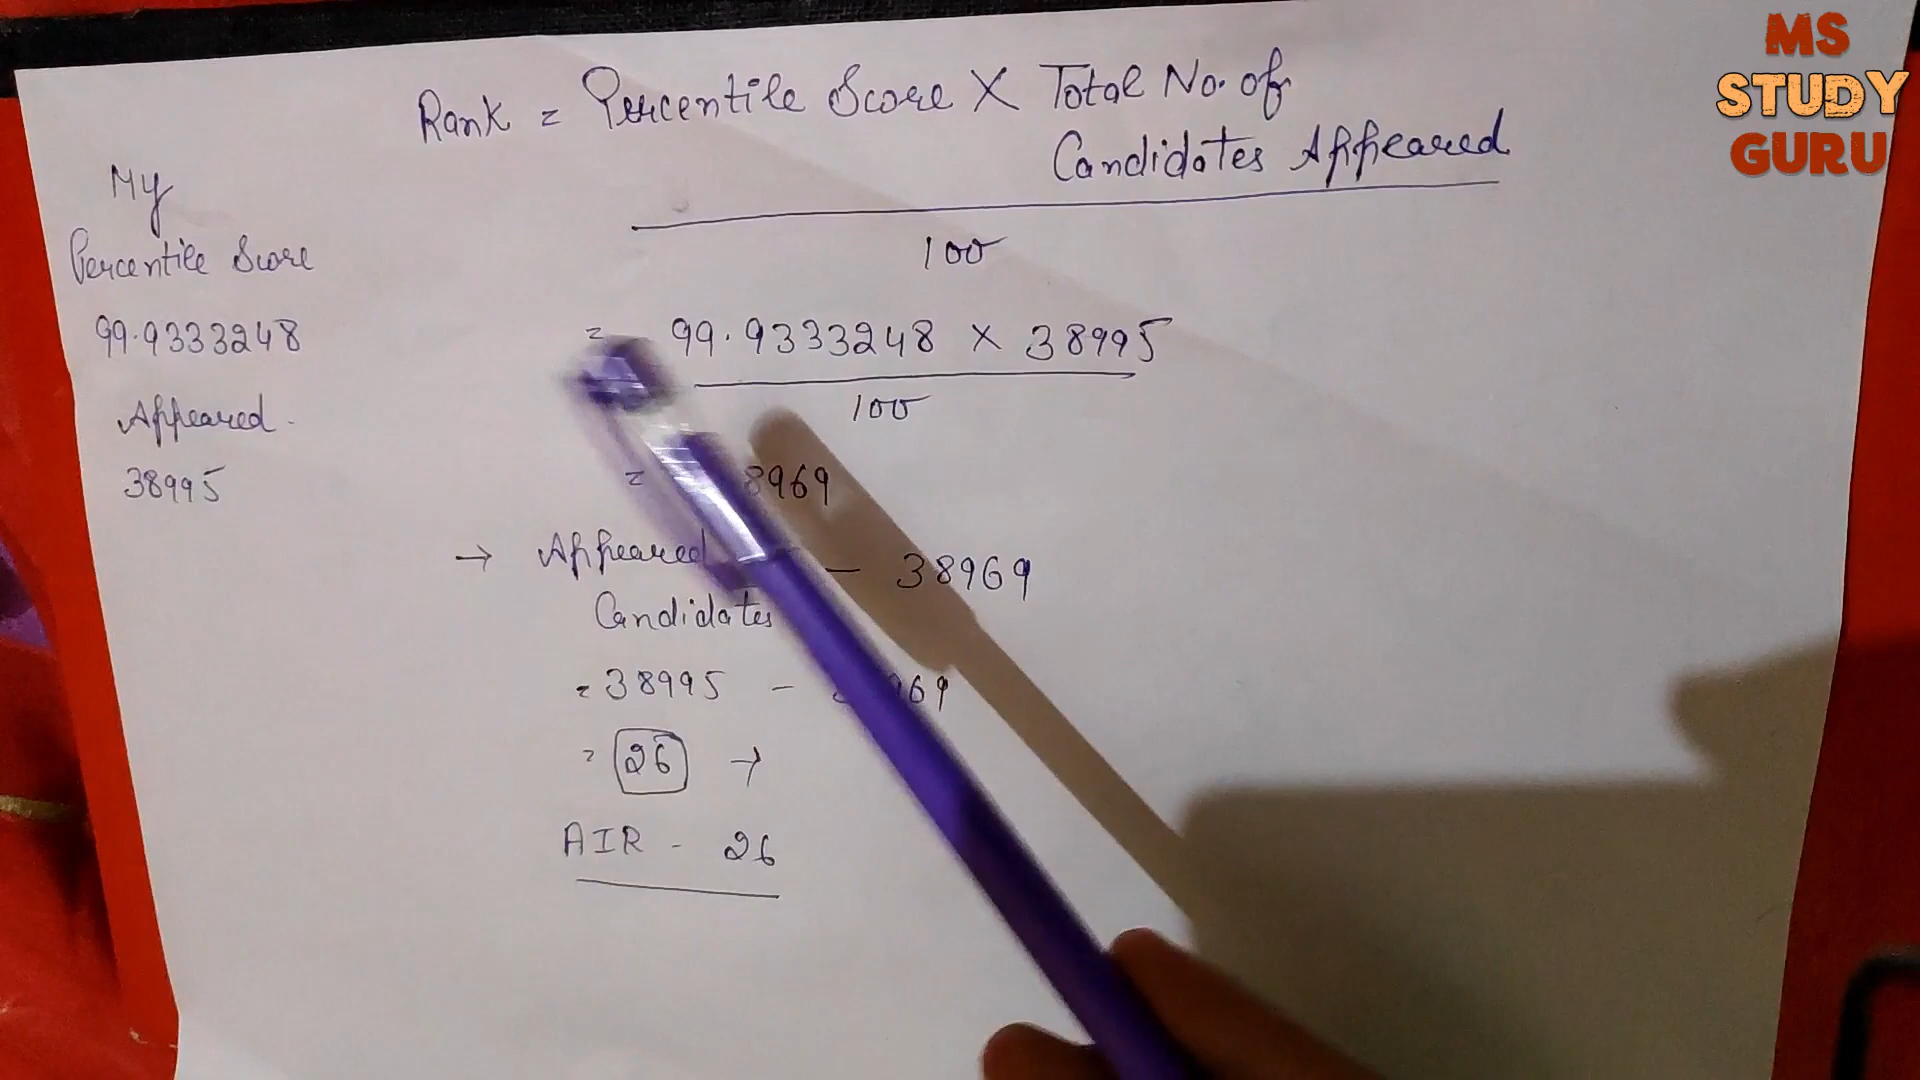 MS
STUDY
GURU
Rank = Percentile Score X Total No. of
Candidates Appeared
100
My
Percentile Score
99.9333248
Appeared.
38995
= 99.9333248 X 38995
100
= 8969
→ Appeared - 38969
Candidates
= 38995 - 69
= 26 →
AIR - 26